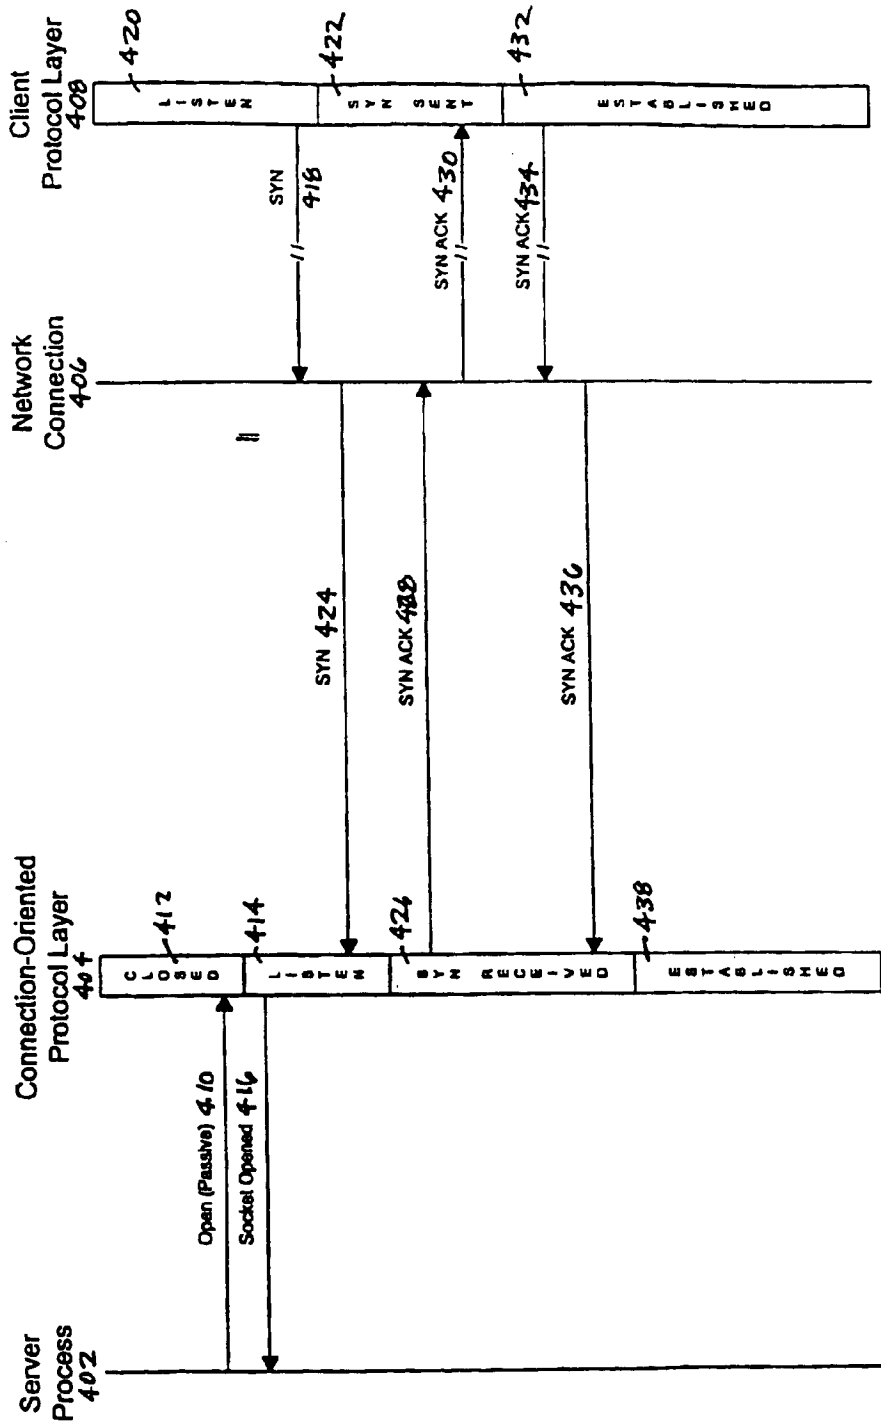 Server
Process
402
Connection-Oriented
Protocol Layer
404
Network
Connection
406
Client
Protocol Layer
408
CLOSED
412
LISTEN
420
Open (Passive) 410
Socket Opened 416
LISTEN
414
SYN
418
SYN SENT
422
SYN 424
SYN RECEIVED
426
SYN ACK 428
SYN ACK 430
ESTABLISHED
432
SYN ACK 434
SYN ACK 436
ESTABLISHED
438